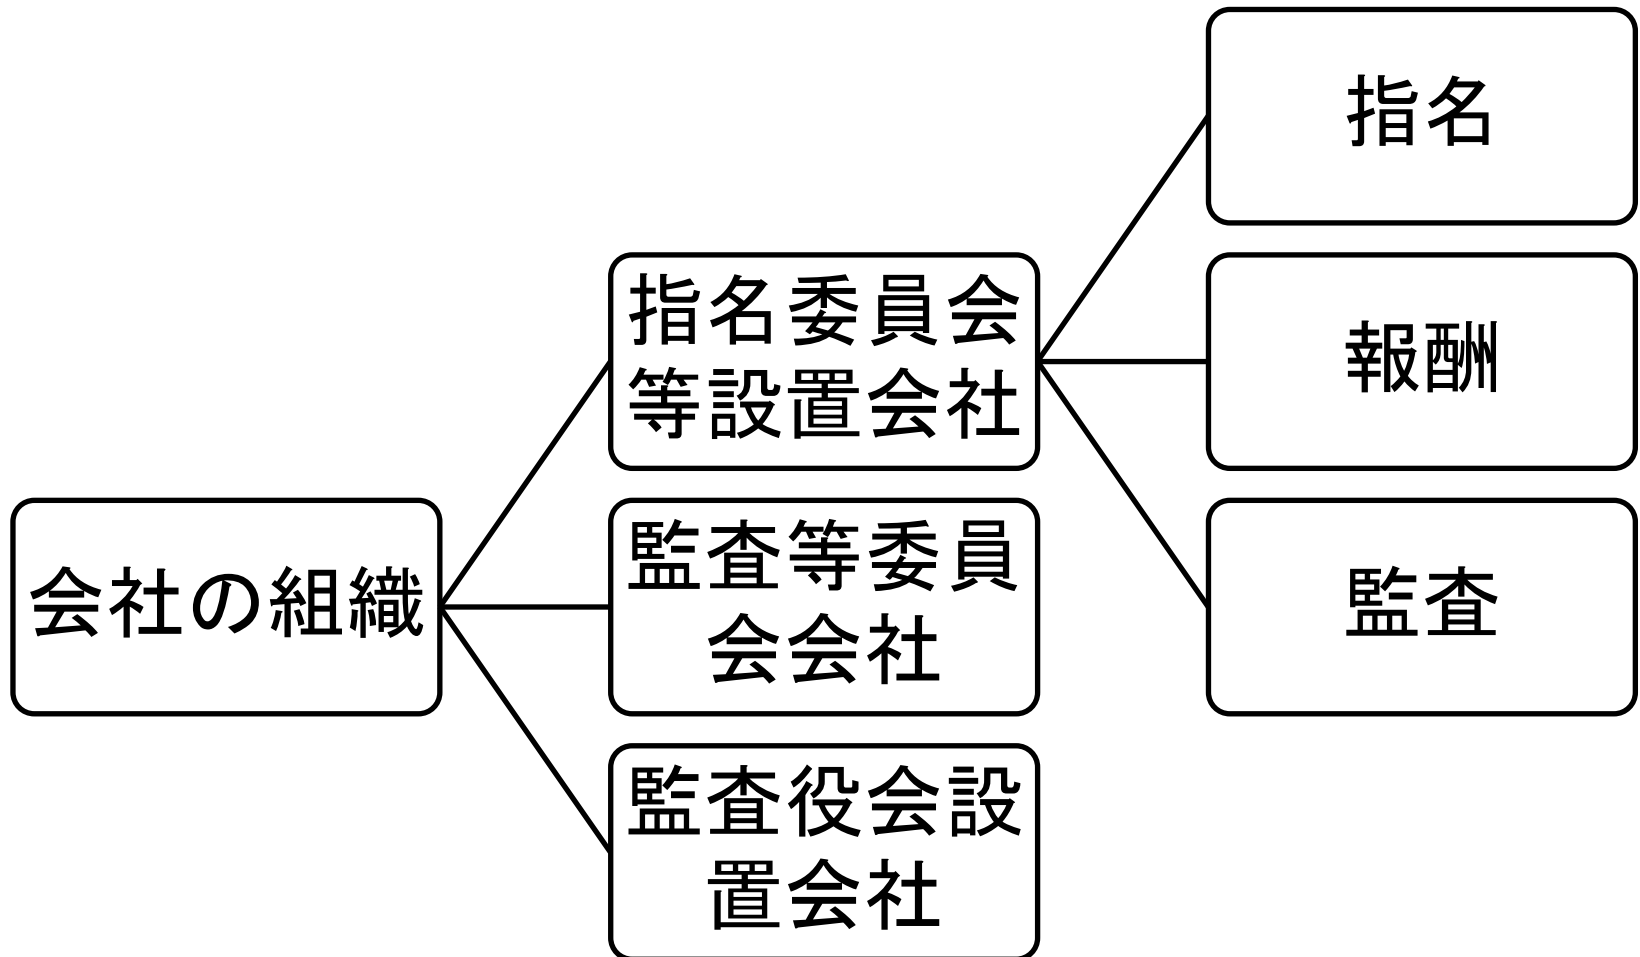 会社の組織
指名委員会
等設置会社
監査等委員
会会社
監査役会設
置会社
指名
報酬
監査